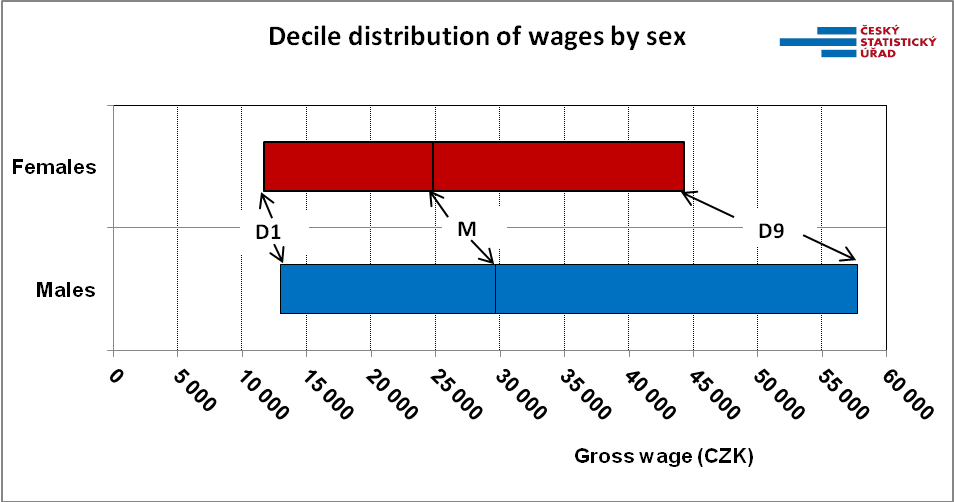 Decile distribution of wages by sex
ČESKÝ
STATISTICKÝ
ÚŘAD
Females
D1
M
D9
Males
0
5 000
10 000
15 000
20 000
25 000
30 000
35 000
40 000
45 000
50 000
55 000
60 000
Gross wage (CZK)